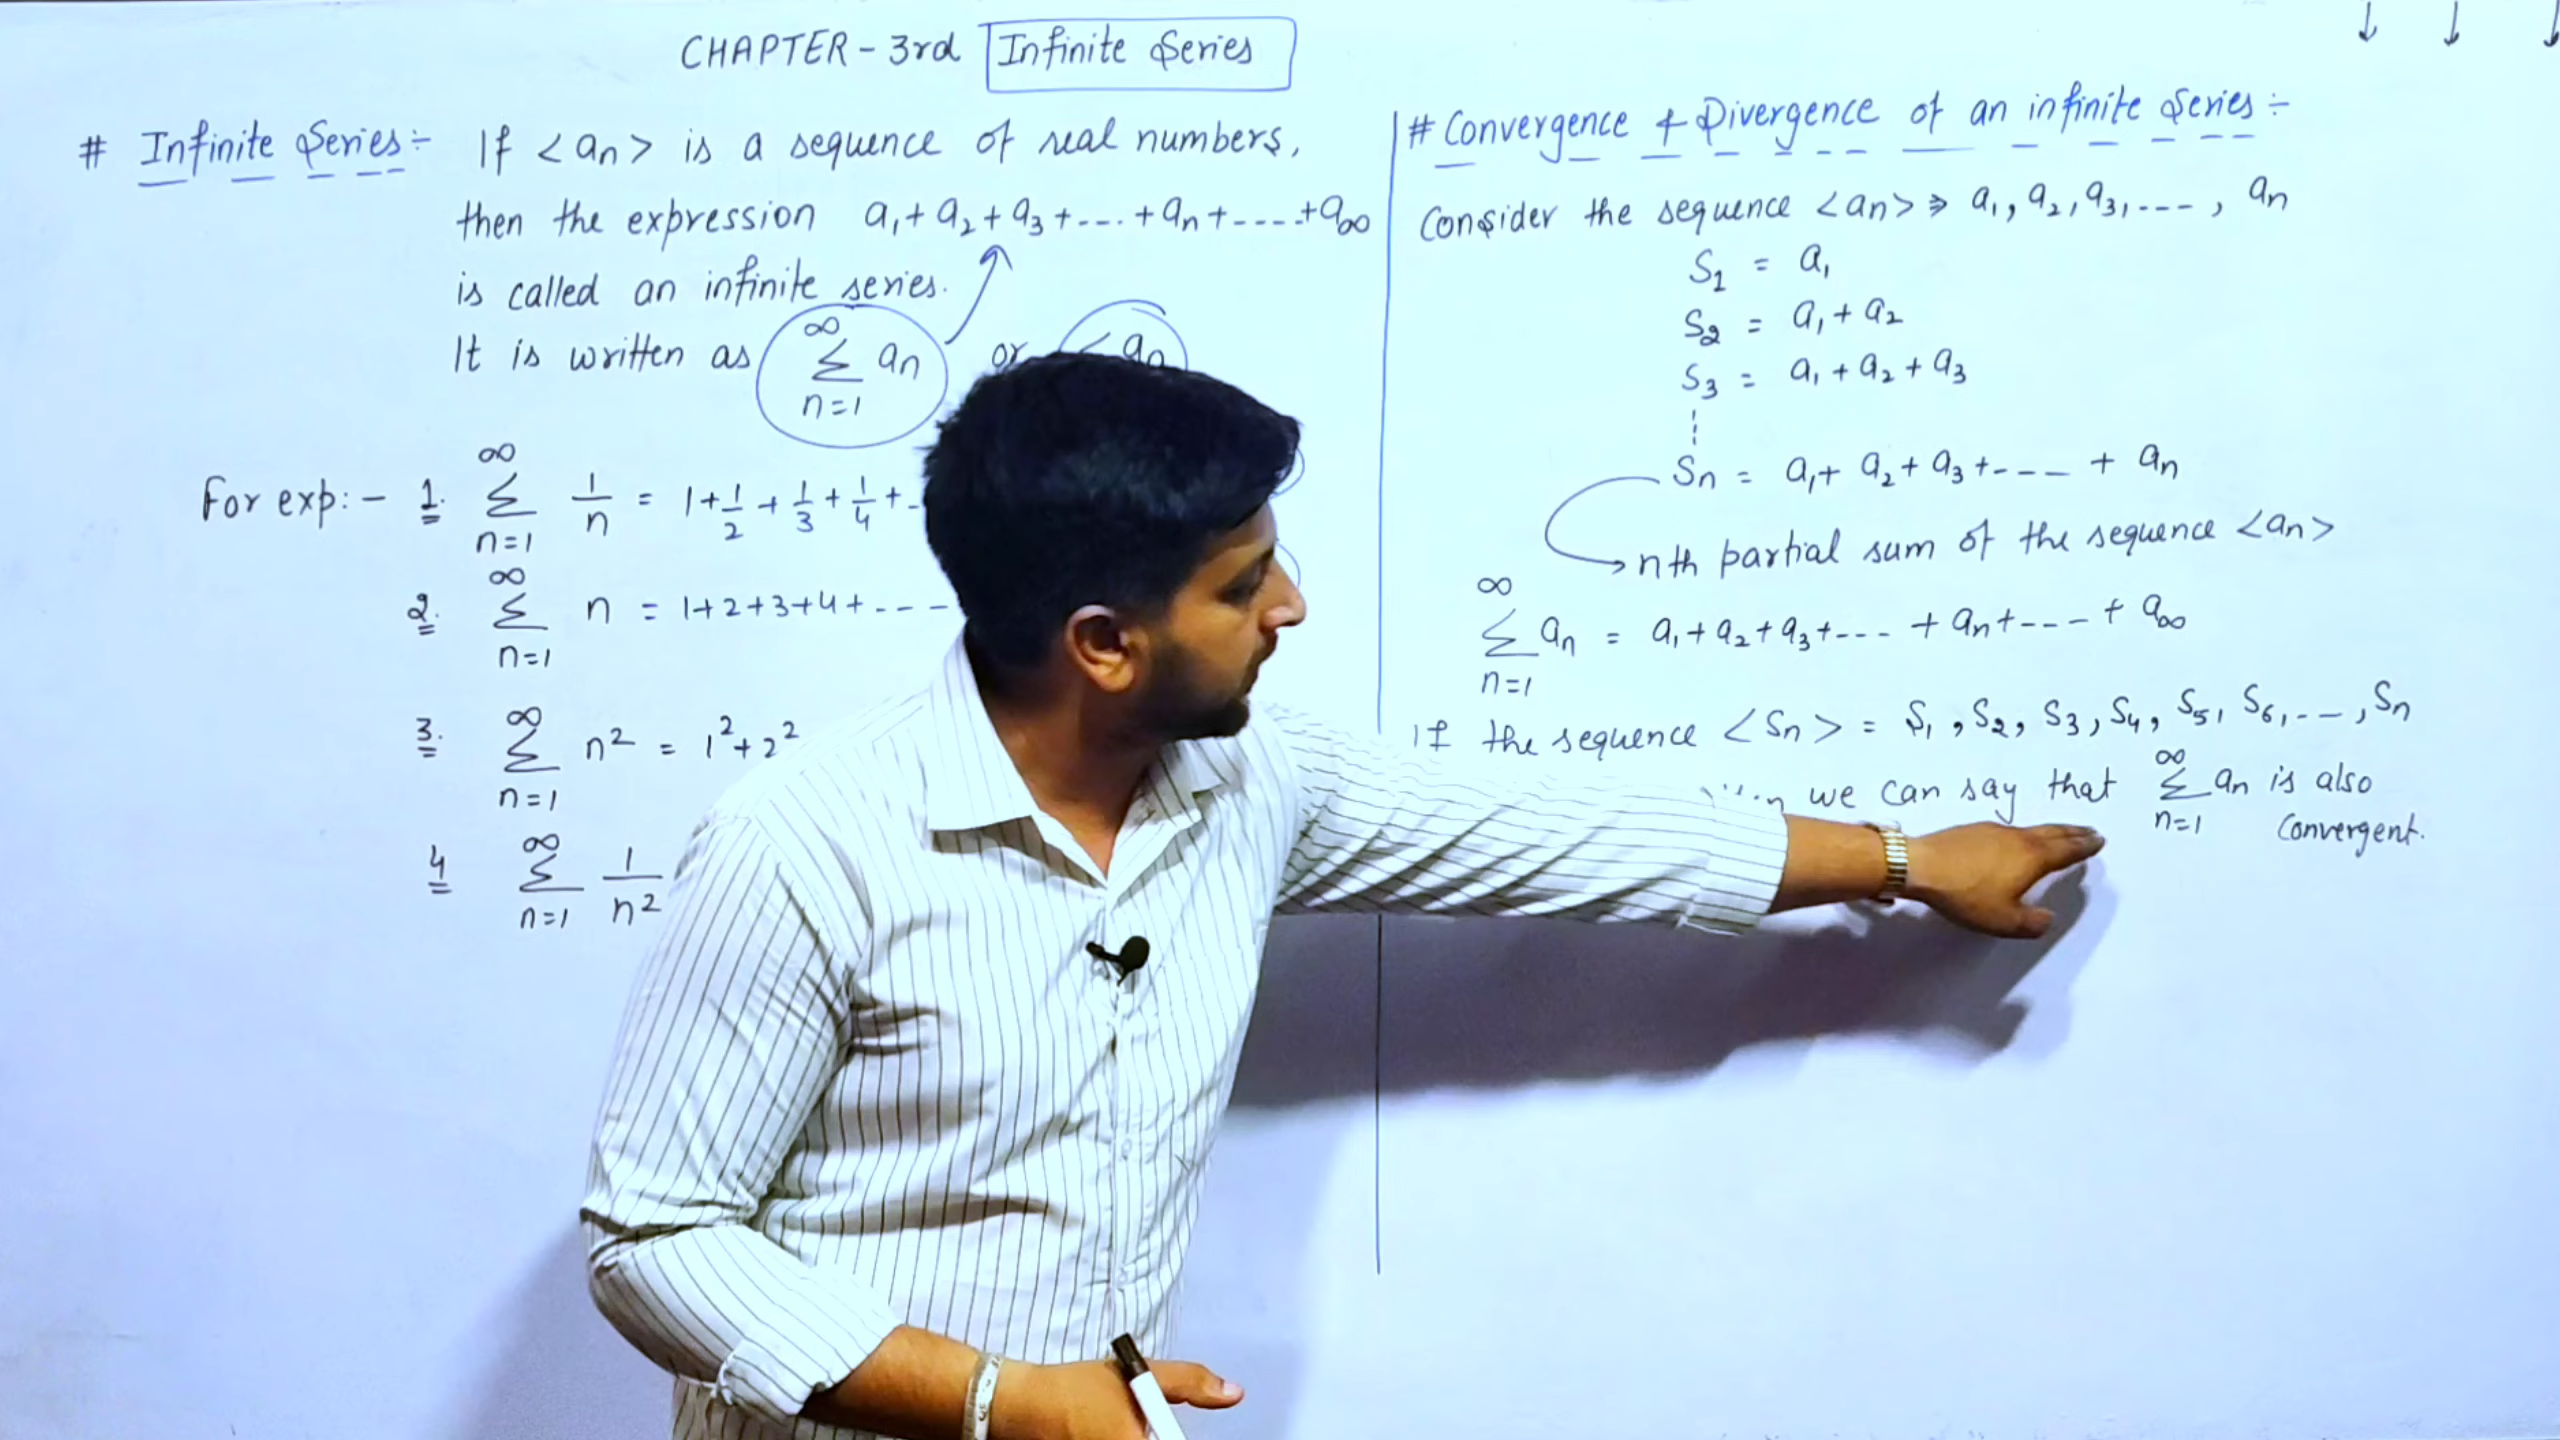 CHAPTER - 3rd Infinite Series
# Infinite Series:- If <an> is a sequence of real numbers,
then the expression a₁ + a₂ + a₃ + --- + an + ---- + a∞
is called an infinite series.
It is written as ∞ Σ n=1 an or
For exp:- 1. ∞ Σ n=1 1/n = 1 + 1/2 + 1/3 + 1/4 + -
2. ∞ Σ n=1 n = 1+2+3+4+ ---
3. ∞ Σ n=1 n² = 1² + 2²
4 ∞ Σ n=1 1/n²
# Convergence & Divergence of an infinite Series:-
Consider the sequence <an> ⇒ a₁, a₂, a₃, ---, an
S₁ = a₁
S₂ = a₁ + a₂
S₃ = a₁ + a₂ + a₃
Sn = a₁ + a₂ + a₃ + --- + an
nth partial sum of the sequence <an>
∞ Σ n=1 an = a₁ + a₂ + a₃ + --- + an + --- + a∞
If the sequence <Sn> = S₁, S₂, S₃, S₄, S₅, S₆, ---, Sn
we can say that ∞ Σ n=1 an is also
Convergent.